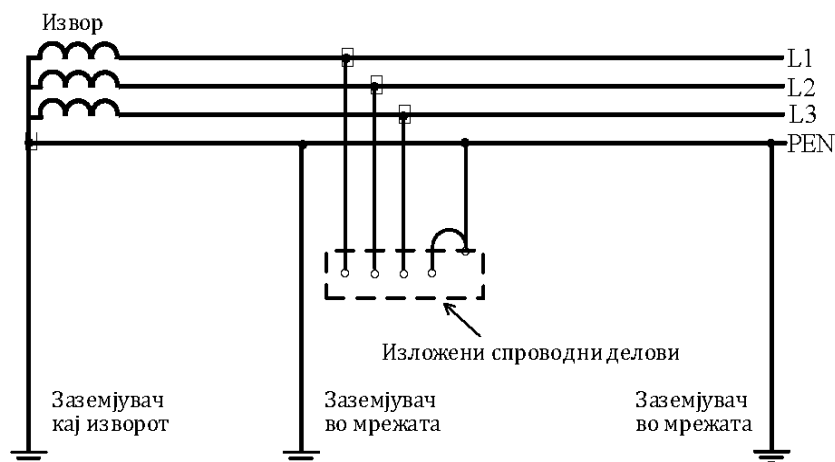 Извор
L1
L2
L3
PEN
Изложени спроводни делови
Заземјувач
кај изворот
Заземјувач
во мрежата
Заземјувач
во мрежата